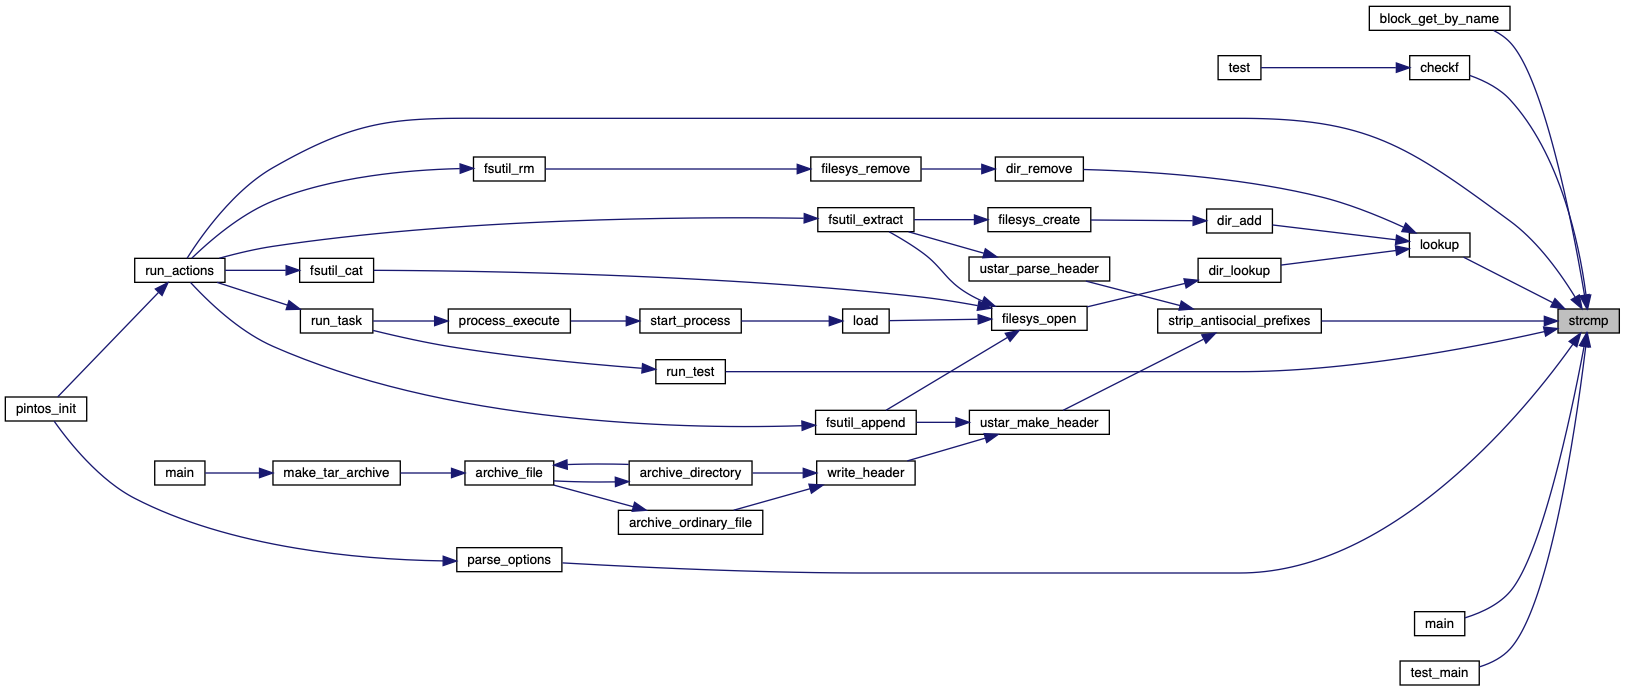 block_get_by_name
test
checkf
fsutil_rm
filesys_remove
dir_remove
fsutil_extract
filesys_create
dir_add
lookup
run_actions
fsutil_cat
ustar_parse_header
dir_lookup
run_task
process_execute
start_process
load
filesys_open
strip_antisocial_prefixes
strcmp
run_test
pintos_init
fsutil_append
ustar_make_header
main
make_tar_archive
archive_file
archive_directory
write_header
archive_ordinary_file
parse_options
main
test_main